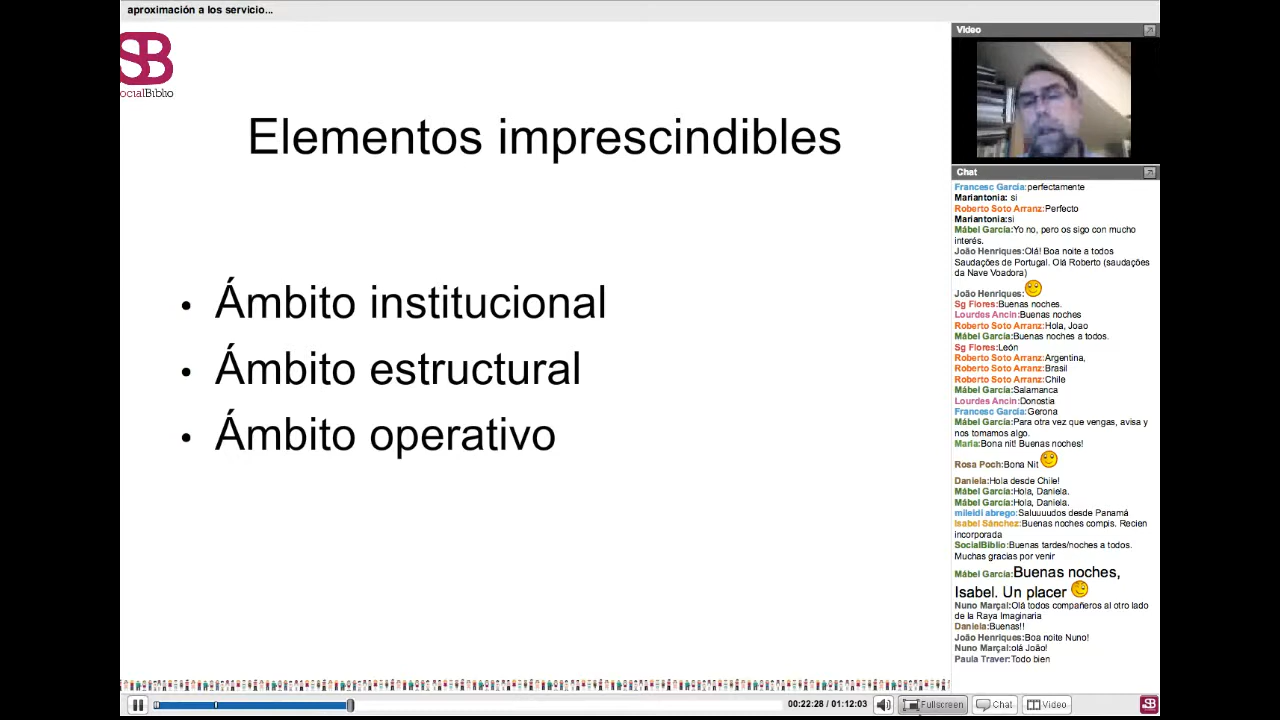 aproximación a los servicio...
SB
ocialBiblio
Elementos imprescindibles
• Ámbito institucional
• Ámbito estructural
• Ámbito operativo
Video
Chat
Francesc García:perfectamente
Mariantonia: si
Roberto Soto Arranz:Perfecto
Mariantonia:si
Mábel García:Yo no, pero os sigo con mucho
interés.
João Henriques:Olá! Boa noite a todos
Saudações de Portugal. Olá Roberto (saudações
da Nave Voadora)
João Henriques:
Sg Flores:Buenas noches.
Lourdes Ancin:Buenas noches
Roberto Soto Arranz:Hola, Joao
Mábel García:Buenas noches a todos.
Sg Flores:León
Roberto Soto Arranz:Argentina,
Roberto Soto Arranz:Brasil
Roberto Soto Arranz:Chile
Mábel García:Salamanca
Lourdes Ancin:Donostia
Francesc García:Gerona
Mábel García:Para otra vez que vengas, avisa y
nos tomamos algo.
María:Bona nit! Buenas noches!
Rosa Poch:Bona Nit
Daniela:Hola desde Chile!
Mábel García:Hola, Daniela.
Mábel García:Hola, Daniela.
mileidi abrego:Saluuuudos desde Panamá
Isabel Sánchez:Buenas noches compis. Recien
incorporada
SocialBiblio:Buenas tardes/noches a todos.
Muchas gracias por venir
Mábel García:Buenas noches,
Isabel. Un placer
Nuno Marçal:Olá todos compañeros al otro lado
de la Raya Imaginaria
Daniela:Buenas!!
João Henriques:Boa noite Nuno!
Nuno Marçal:olá João!
Paula Traver:Todo bien
00:22:28 / 01:12:03
Fullscreen
Chat
Video
SB